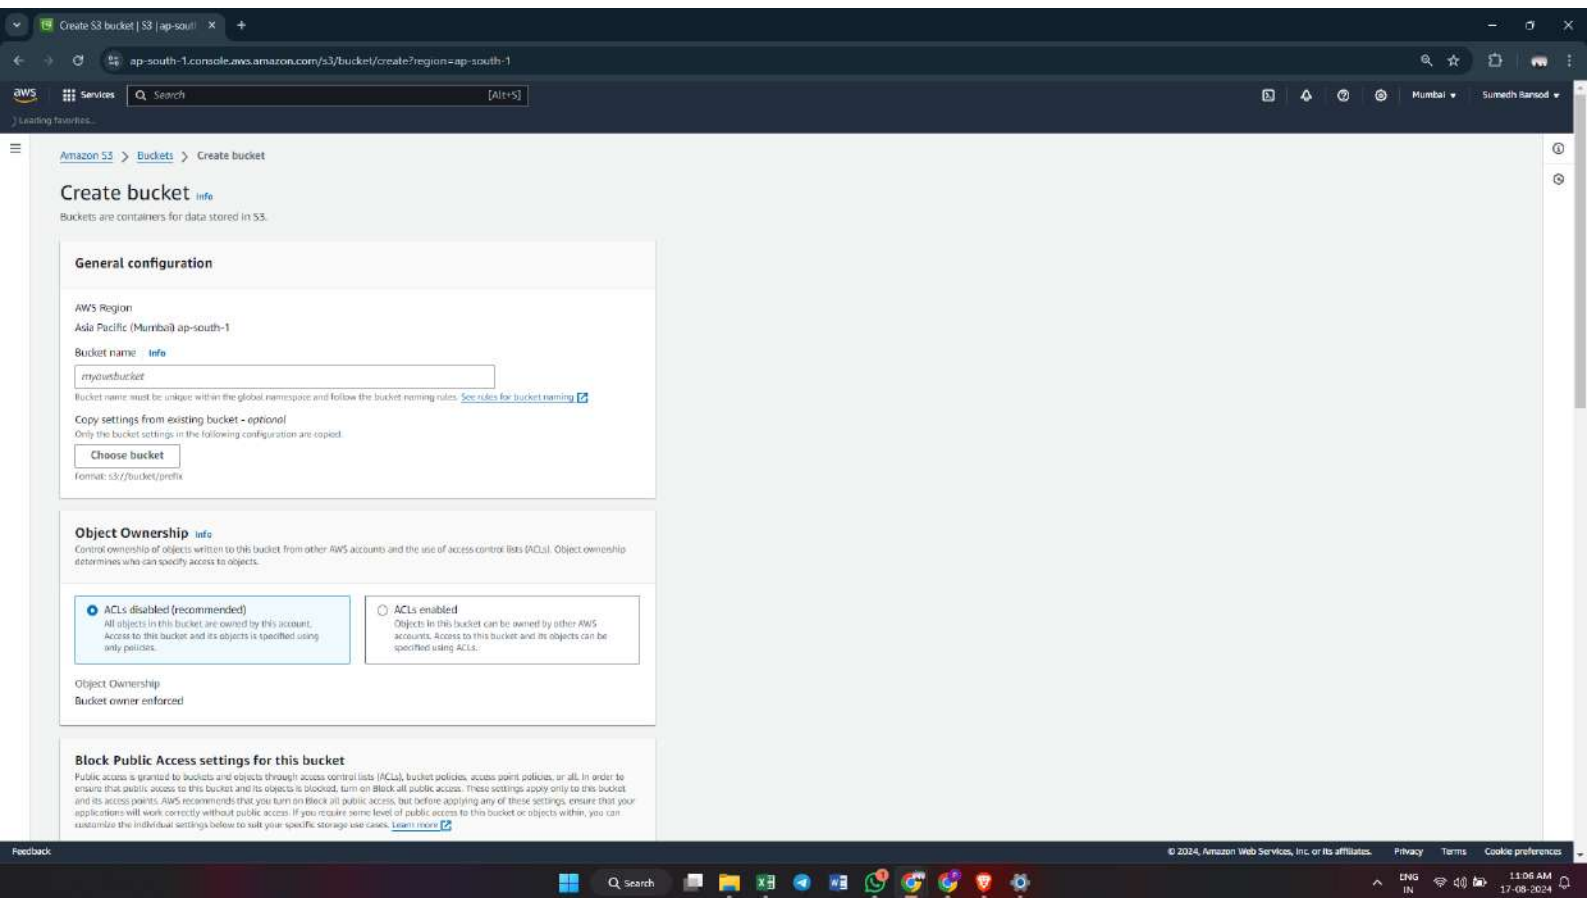 Create S3 bucket | S3 | ap-sout
ap-south-1.console.aws.amazon.com/s3/bucket/create?region=ap-south-1
aws Services Search [Alt+S] Mumbai Sumedh Bansod
Leading favorites...
Amazon S3 > Buckets > Create bucket
Create bucket Info
Buckets are containers for data stored in S3.
General configuration
AWS Region
Asia Pacific (Mumbai) ap-south-1
Bucket name Info
myawsbucket
Bucket name must be unique within the global namespace and follow the bucket naming rules. See rules for bucket naming
Copy settings from existing bucket - optional
Only the bucket settings in the following configuration are copied.
Choose bucket
Format: s3://bucket/prefix
Object Ownership Info
Control ownership of objects written to this bucket from other AWS accounts and the use of access control lists (ACLs). Object ownership
determines who can specify access to objects.
ACLs disabled (recommended)
All objects in this bucket are owned by this account.
Access to this bucket and its objects is specified using
only policies.
ACLs enabled
Objects in this bucket can be owned by other AWS
accounts. Access to this bucket and its objects can be
specified using ACLs.
Object Ownership
Bucket owner enforced
Block Public Access settings for this bucket
Public access is granted to buckets and objects through access control lists (ACLs), bucket policies, access point policies, or all. In order to
ensure that public access to this bucket and its objects is blocked, turn on Block all public access. These settings apply only to this bucket
and its access points. AWS recommends that you turn on Block all public access, but before applying any of these settings, ensure that your
applications will work correctly without public access. If you require some level of public access to this bucket or objects within, you can
customize the individual settings below to suit your specific storage use cases. Learn more
Feedback © 2024, Amazon Web Services, Inc. or its affiliates. Privacy Terms Cookie preferences
Search ENG 11:06 AM
IN 17-08-2024